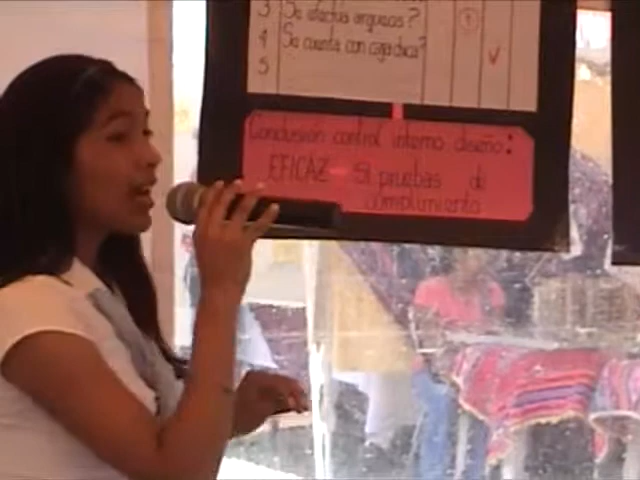 3 Se efectúa arqueos?
4 Se cuenta con caja chica?
5
Conclusión control interno diseño:
EFICAZ Si pruebas de
cumplimiento